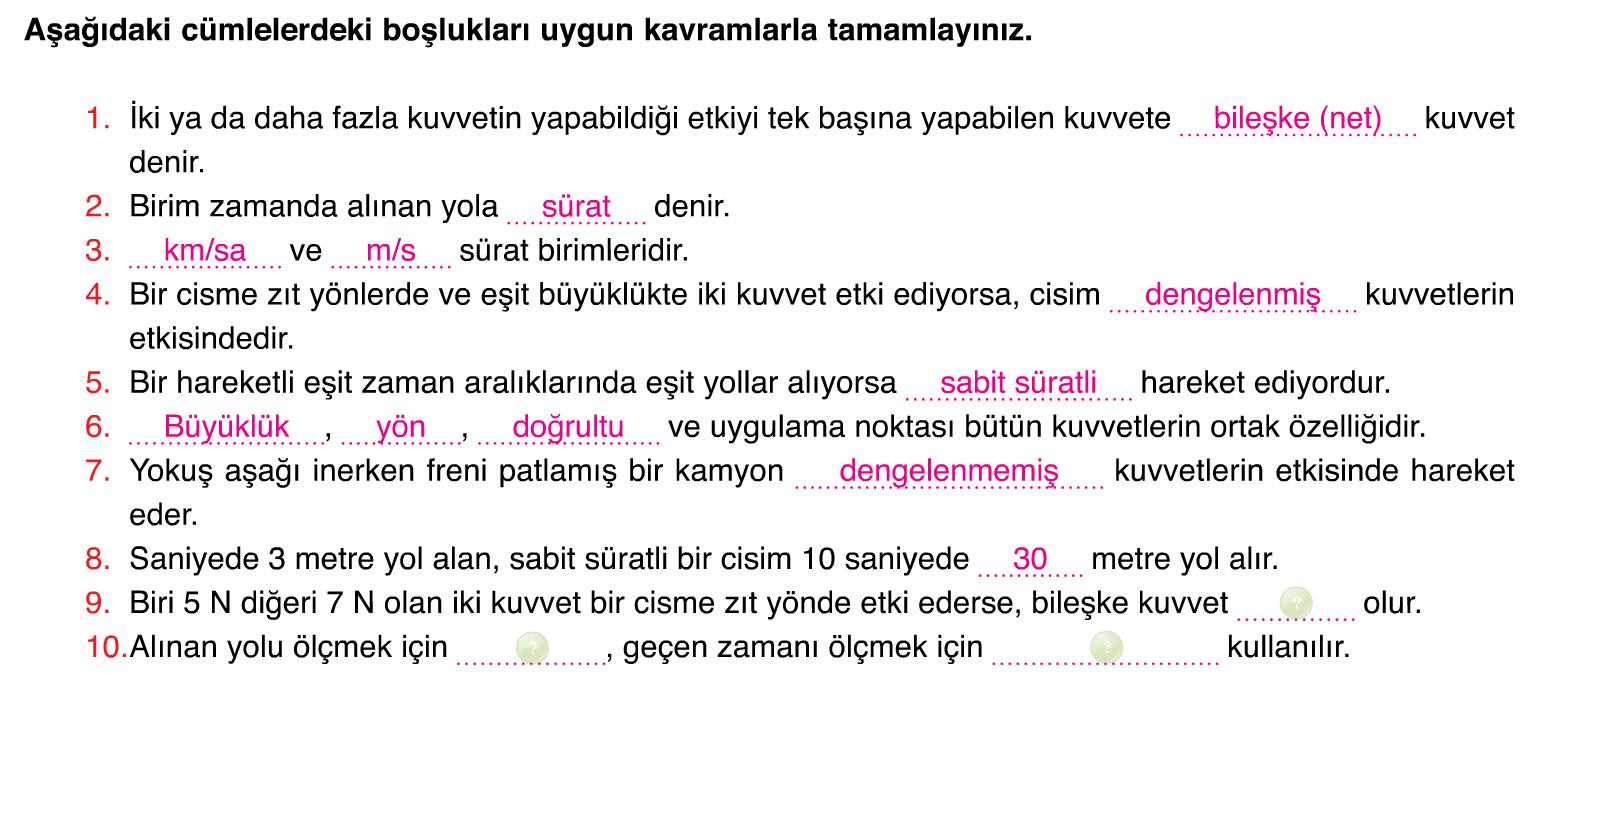 Aşağıdaki cümlelerdeki boşlukları uygun kavramlarla tamamlayınız.
1. İki ya da daha fazla kuvvetin yapabildiği etkiyi tek başına yapabilen kuvvete bileşke (net) kuvvet
denir.
2. Birim zamanda alınan yola sürat denir.
3. km/sa ve m/s sürat birimleridir.
4. Bir cisme zıt yönlerde ve eşit büyüklükte iki kuvvet etki ediyorsa, cisim dengelenmiş kuvvetlerin
etkisindedir.
5. Bir hareketli eşit zaman aralıklarında eşit yollar alıyorsa sabit süratli hareket ediyordur.
6. Büyüklük , yön , doğrultu ve uygulama noktası bütün kuvvetlerin ortak özelliğidir.
7. Yokuş aşağı inerken freni patlamış bir kamyon dengelenmemiş kuvvetlerin etkisinde hareket
eder.
8. Saniyede 3 metre yol alan, sabit süratli bir cisim 10 saniyede 30 metre yol alır.
9. Biri 5 N diğeri 7 N olan iki kuvvet bir cisme zıt yönde etki ederse, bileşke kuvvet ? olur.
10.Alınan yolu ölçmek için ? , geçen zamanı ölçmek için ? kullanılır.